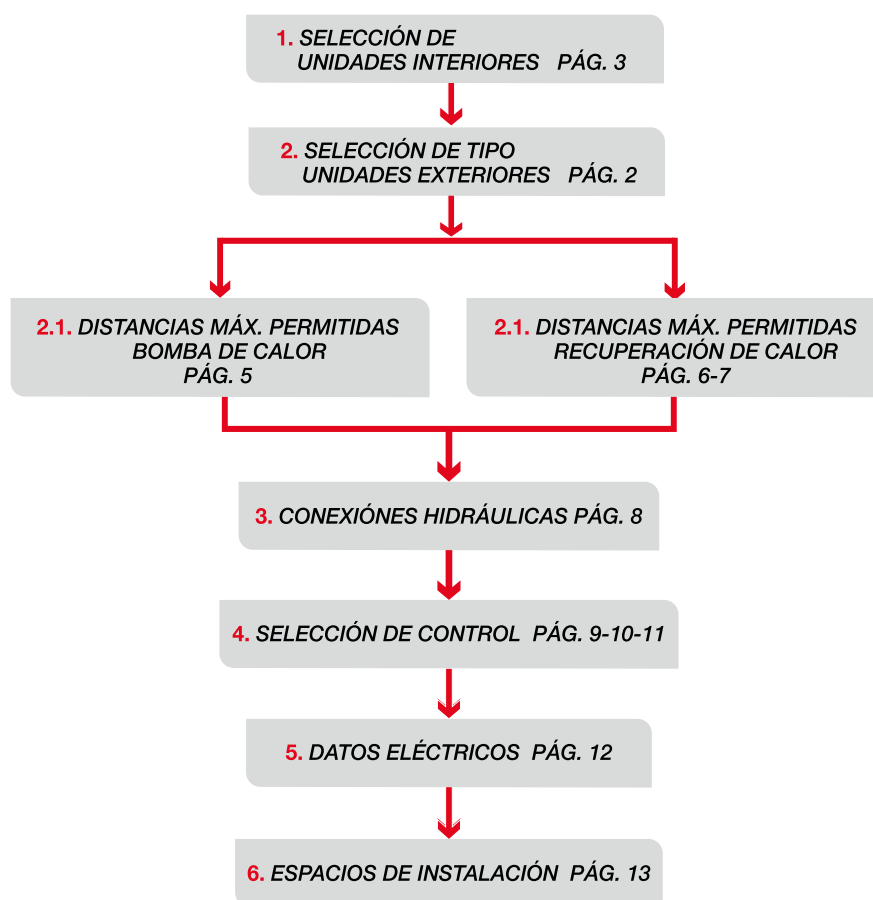 1. SELECCIÓN DE
UNIDADES INTERIORES PÁG. 3
2. SELECCIÓN DE TIPO
UNIDADES EXTERIORES PÁG. 2
2.1. DISTANCIAS MÁX. PERMITIDAS
BOMBA DE CALOR
PÁG. 5
2.1. DISTANCIAS MÁX. PERMITIDAS
RECUPERACIÓN DE CALOR
PÁG. 6-7
3. CONEXIÓNES HIDRÁULICAS PÁG. 8
4. SELECCIÓN DE CONTROL PÁG. 9-10-11
5. DATOS ELÉCTRICOS PÁG. 12
6. ESPACIOS DE INSTALACIÓN PÁG. 13